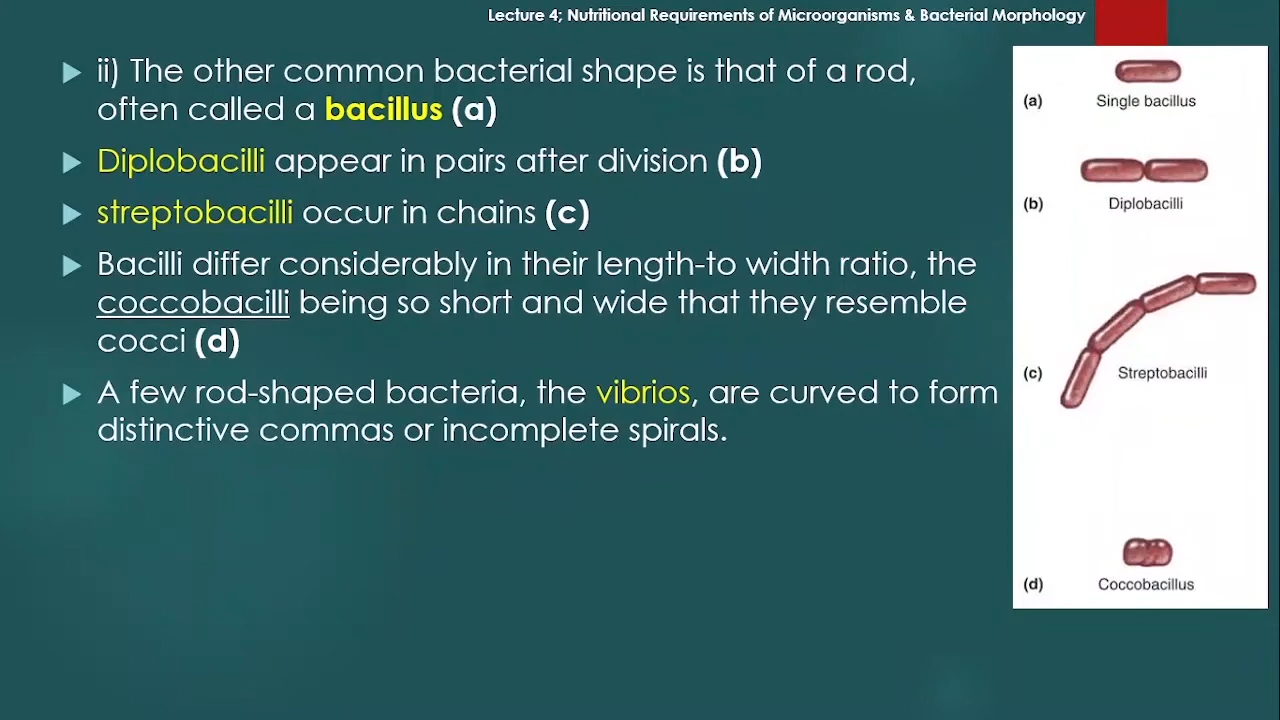 Lecture 4; Nutritional Requirements of Microorganisms & Bacterial Morphology
ii) The other common bacterial shape is that of a rod,
often called a bacillus (a)
Diplobacilli appear in pairs after division (b)
streptobacilli occur in chains (c)
Bacilli differ considerably in their length-to width ratio, the
coccobacilli being so short and wide that they resemble
cocci (d)
A few rod-shaped bacteria, the vibrios, are curved to form
distinctive commas or incomplete spirals.
(a) Single bacillus
(b) Diplobacilli
(c) Streptobacilli
(d) Coccobacillus